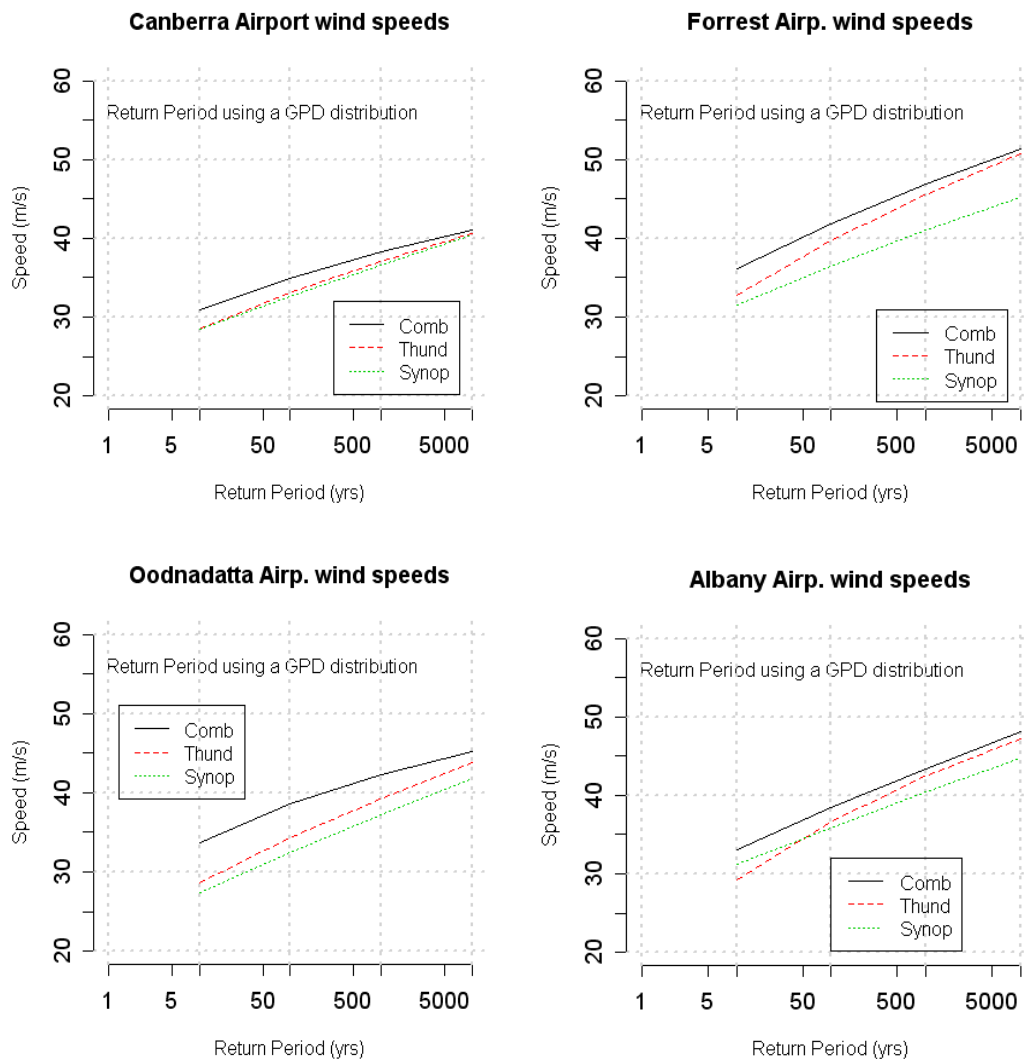 Canberra Airport wind speeds
Return Period using a GPD distribution
Speed (m/s)
60
50
40
30
20
Comb
Thund
Synop
1 5 50 500 5000
Return Period (yrs)
Forrest Airp. wind speeds
Return Period using a GPD distribution
Speed (m/s)
60
50
40
30
20
Comb
Thund
Synop
1 5 50 500 5000
Return Period (yrs)
Oodnadatta Airp. wind speeds
Return Period using a GPD distribution
Speed (m/s)
60
50
40
30
20
Comb
Thund
Synop
1 5 50 500 5000
Return Period (yrs)
Albany Airp. wind speeds
Return Period using a GPD distribution
Speed (m/s)
60
50
40
30
20
Comb
Thund
Synop
1 5 50 500 5000
Return Period (yrs)